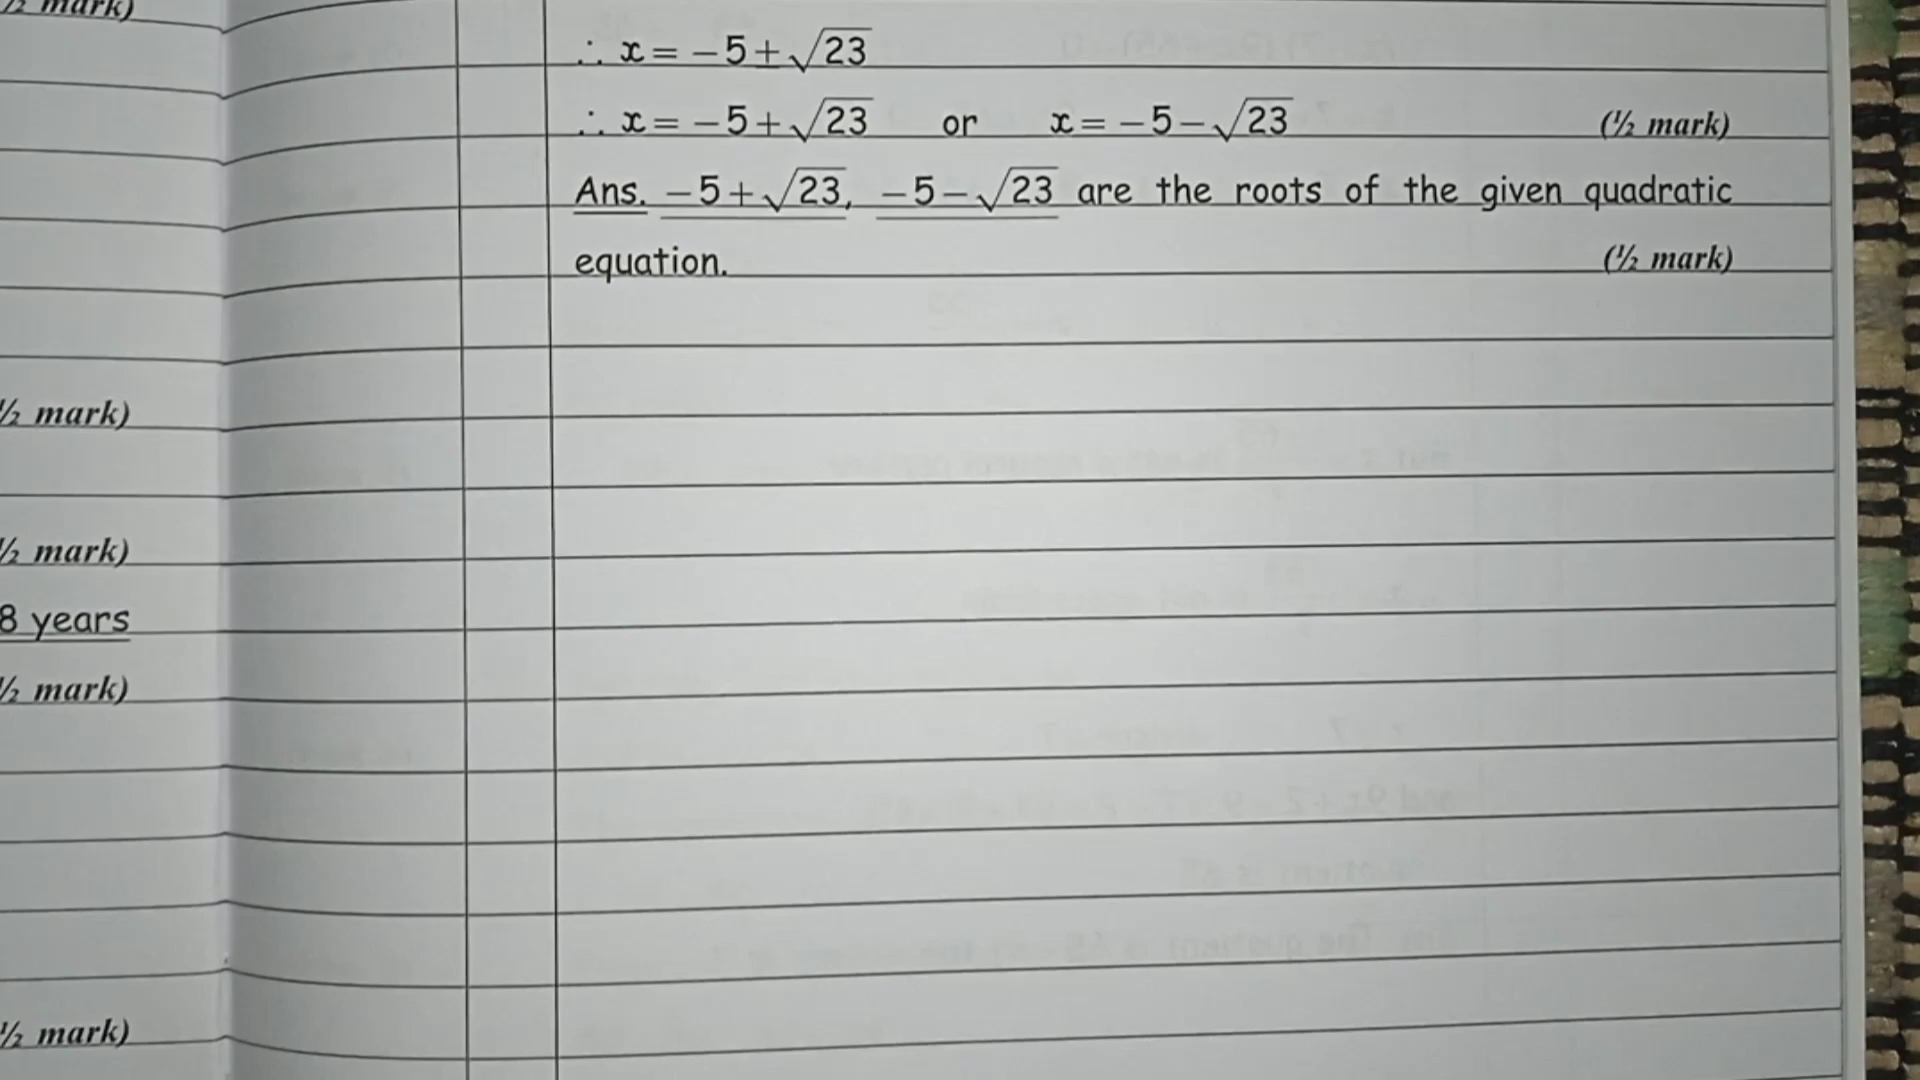 ½ mark)
½ mark)
½ mark)
8 years
½ mark)
½ mark)
∴ x = −5 + √23
∴ x = −5 + √23 or x = −5 − √23 (½ mark)
Ans. −5 + √23, −5 − √23 are the roots of the given quadratic
equation. (½ mark)